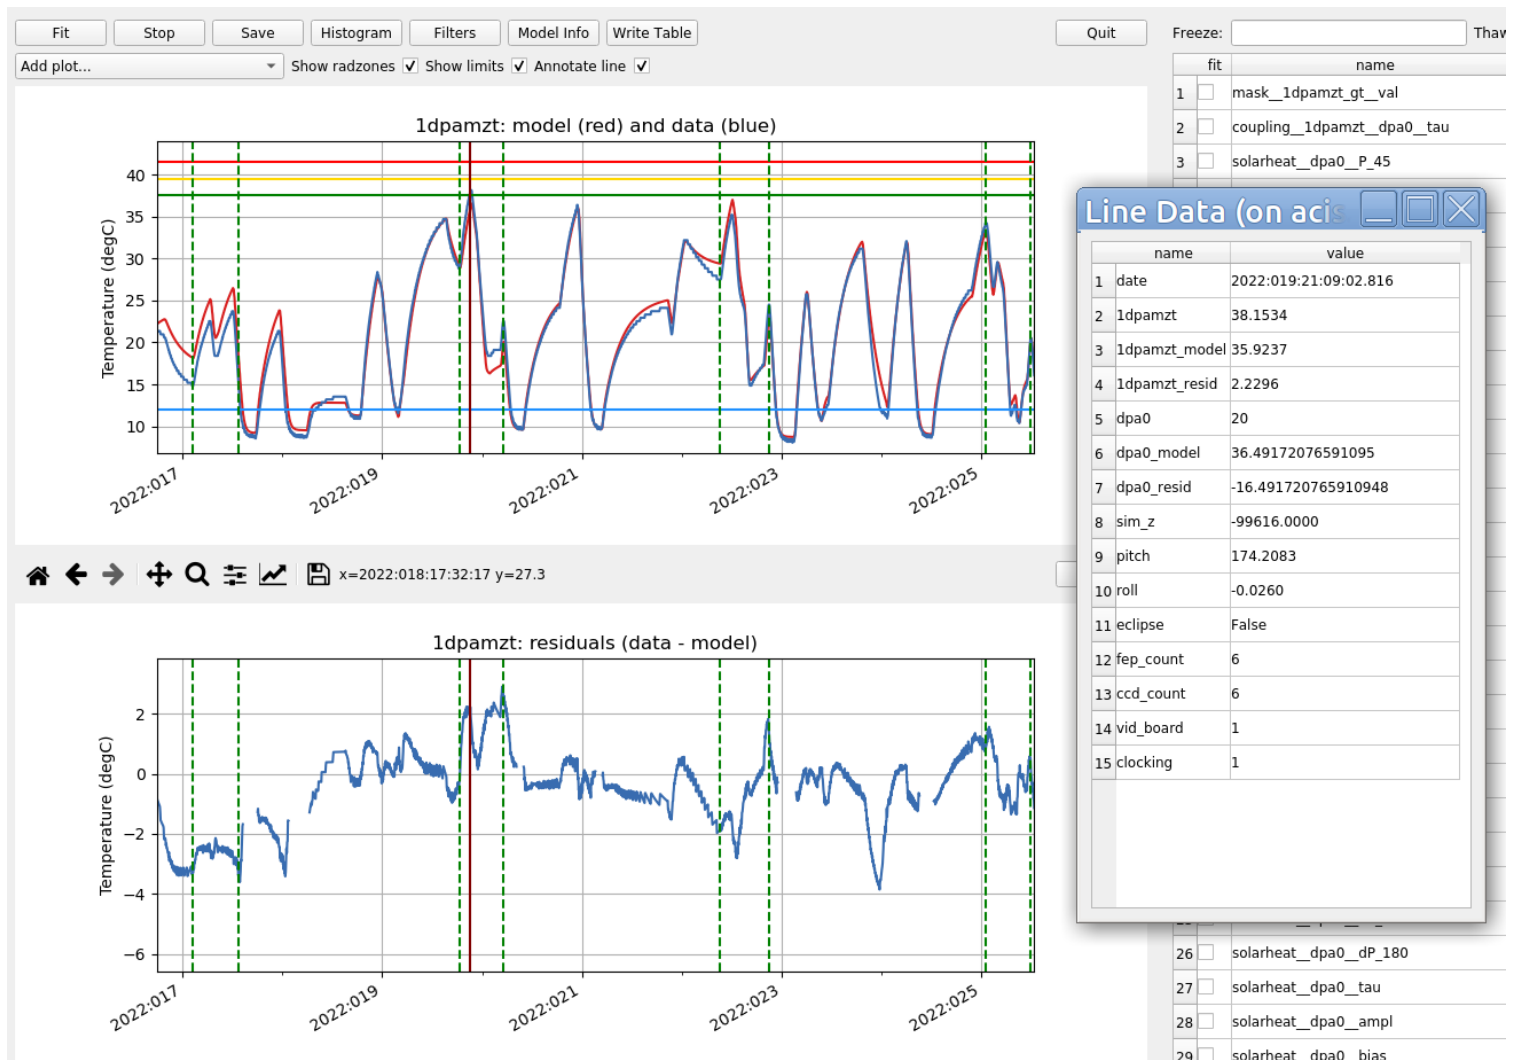 Fit Stop Save Histogram Filters Model Info Write Table Quit Freeze:
Add plot... Show radzones Show limits Annotate line
fit name
1 mask__1dpamzt_gt__val
2 coupling__1dpamzt__dpa0__tau
3 solarheat__dpa0__P_45
1dpamzt: model (red) and data (blue)
Temperature (degC)
40
35
30
25
20
15
10
2022:017 2022:019 2022:021 2022:023 2022:025
x=2022:018:17:32:17 y=27.3
1dpamzt: residuals (data - model)
Temperature (degC)
2
0
−2
−4
−6
2022:017 2022:019 2022:021 2022:023 2022:025
Line Data (on acis
name value
1 date 2022:019:21:09:02.816
2 1dpamzt 38.1534
3 1dpamzt_model 35.9237
4 1dpamzt_resid 2.2296
5 dpa0 20
6 dpa0_model 36.49172076591095
7 dpa0_resid -16.491720765910948
8 sim_z -99616.0000
9 pitch 174.2083
10 roll -0.0260
11 eclipse False
12 fep_count 6
13 ccd_count 6
14 vid_board 1
15 clocking 1
26 solarheat__dpa0__dP_180
27 solarheat__dpa0__tau
28 solarheat__dpa0__ampl
29 solarheat__dpa0__bias